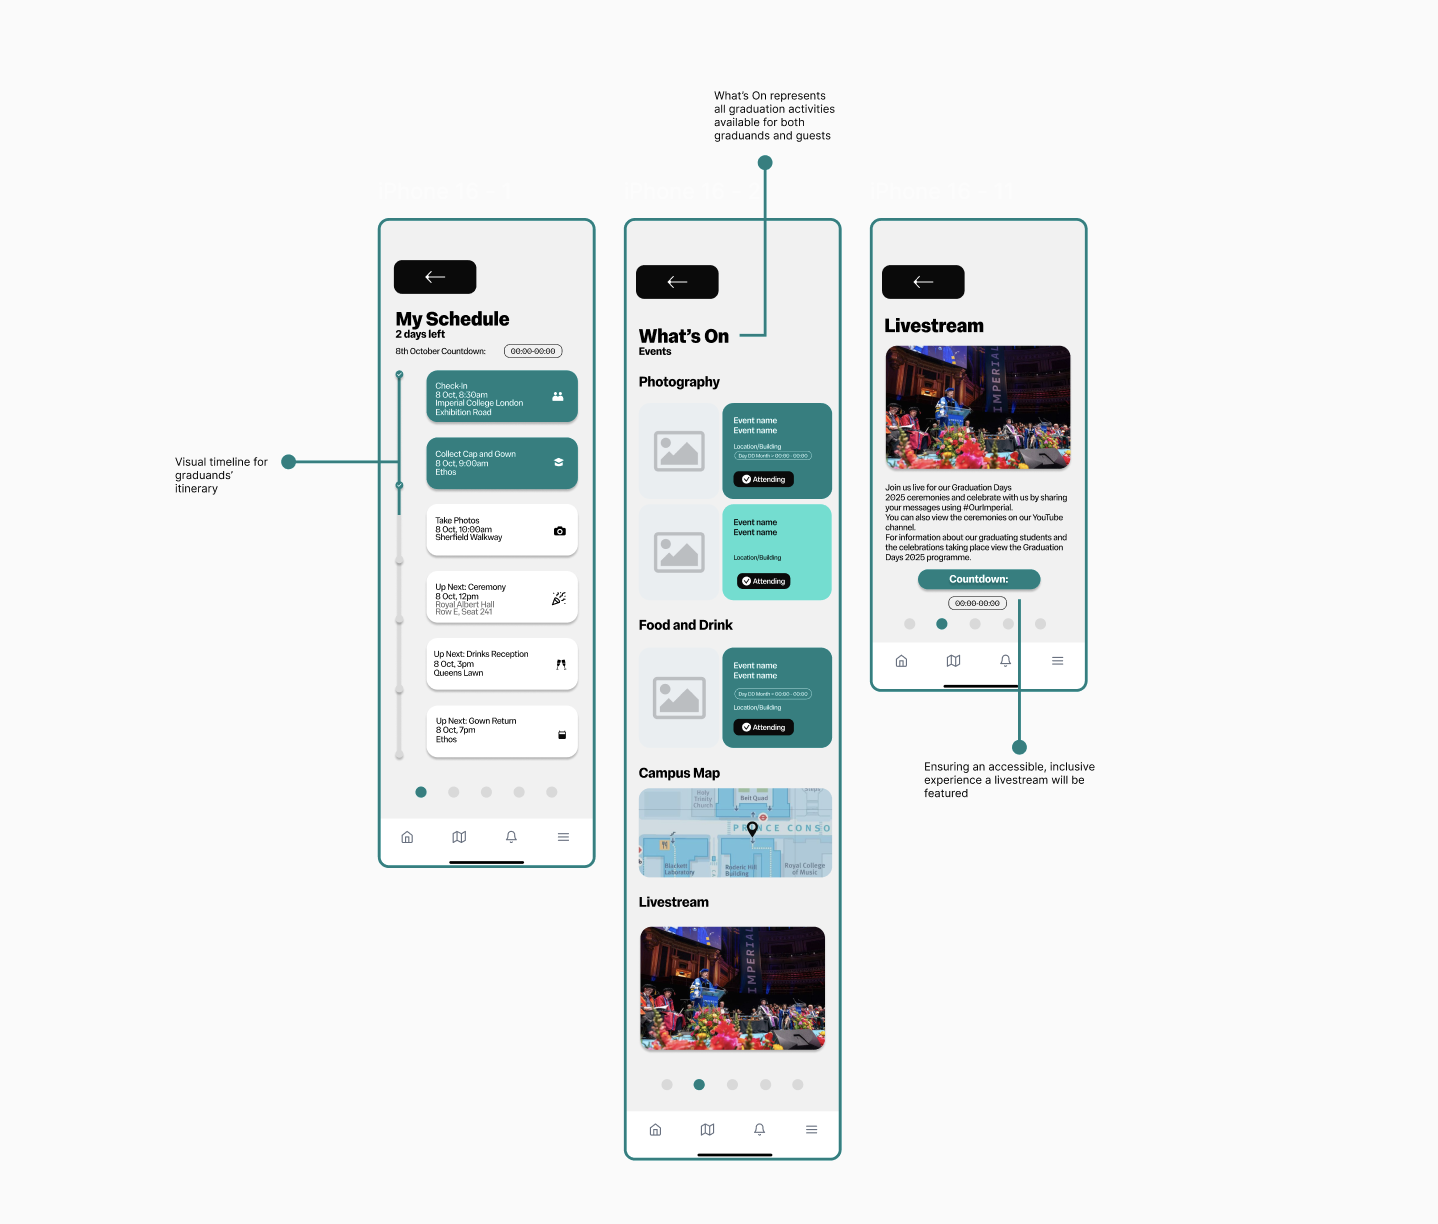 What's On represents
all graduation activities
available for both
graduands and guests
My Schedule
2 days left
8th October Countdown:
00:00-00:00
Check-In
8 Oct, 8:30am
Imperial College London
Exhibition Road
Collect Cap and Gown
8 Oct, 9:00am
Ethos
Take Photos
8 Oct, 10:00am
Sherfield Walkway
Up Next: Ceremony
8 Oct, 12pm
Royal Albert Hall
Row E, Seat 241
Up Next: Drinks Reception
8 Oct, 3pm
Queens Lawn
Up Next: Gown Return
8 Oct, 7pm
Ethos
Visual timeline for
graduands'
itinerary
What's On
Events
Photography
Event name
Event name
Location/Building
Day DD Month • 00:00 - 00:00
Attending
Event name
Event name
Location/Building
Attending
Food and Drink
Event name
Event name
Day DD Month • 00:00 - 00:00
Location/Building
Attending
Campus Map
Holy
Trinity
Church
Beit Quad
PRINCE CONSO
Blackett
Laboratory
Roderic Hill
Building
Royal College
of Music
Livestream
IMPERIAL
Livestream
IMPERIAL
Join us live for our Graduation Days
2025 ceremonies and celebrate with us by sharing
your messages using #OurImperial.
You can also view the ceremonies on our YouTube
channel.
For information about our graduating students and
the celebrations taking place view the Graduation
Days 2025 programme.
Countdown:
00:00-00:00
Ensuring an accessible, inclusive
experience a livestream will be
featured